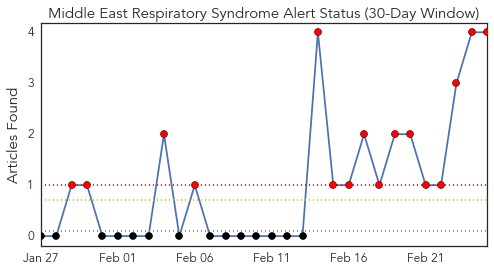 Middle East Respiratory Syndrome Alert Status (30-Day Window)
Articles Found
4
3
2
1
0
Jan 27 Feb 01 Feb 06 Feb 11 Feb 16 Feb 21